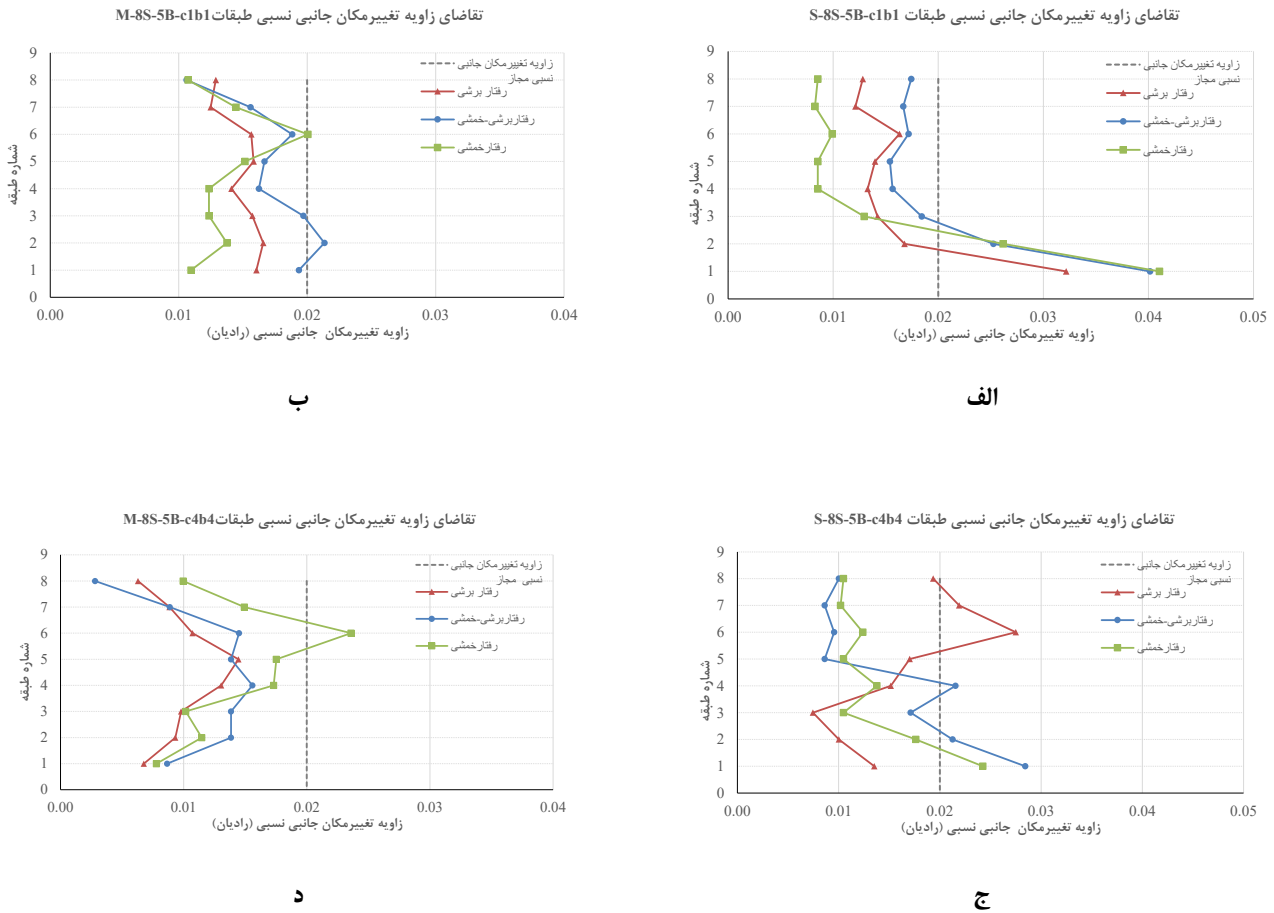 تقاضای زاویه تغییرمکان جانبی نسبی طبقات S-8S-5B-c1b1
9
8
7
6
5
4
3
2
1
0
شماره طبقه
زاویه تغییرمکان جانبی
نسبی مجاز
رفتار برشی
رفتاربرشی-خمشی
رفتارخمشی
0.00
0.01
0.02
0.03
0.04
0.05
زاویه تغییرمکان جانبی نسبی (رادیان)
الف
تقاضای زاویه تغییرمکان جانبی نسبی طبقاتM-8S-5B-c1b1
9
8
7
6
5
4
3
2
1
0
شماره طبقه
زاویه تغییرمکان جانبی
نسبی مجاز
رفتار برشی
رفتاربرشی-خمشی
رفتارخمشی
0.00
0.01
0.02
0.03
0.04
زاویه تغییرمکان جانبی نسبی (رادیان)
ب
تقاضای زاویه تغییرمکان جانبی نسبی طبقات S-8S-5B-c4b4
9
8
7
6
5
4
3
2
1
0
شماره طبقه
زاویه تغییرمکان جانبی
نسبی مجاز
رفتار برشی
رفتاربرشی-خمشی
رفتارخمشی
0.00
0.01
0.02
0.03
0.04
0.05
زاویه تغییرمکان جانبی نسبی (رادیان)
ج
تقاضای زاویه تغییرمکان جانبی نسبی طبقاتM-8S-5B-c4b4
9
8
7
6
5
4
3
2
1
0
شماره طبقه
زاویه تغییرمکان جانبی
نسبی مجاز
رفتار برشی
رفتاربرشی-خمشی
رفتارخمشی
0.00
0.01
0.02
0.03
0.04
زاویه تغییرمکان جانبی نسبی (رادیان)
د